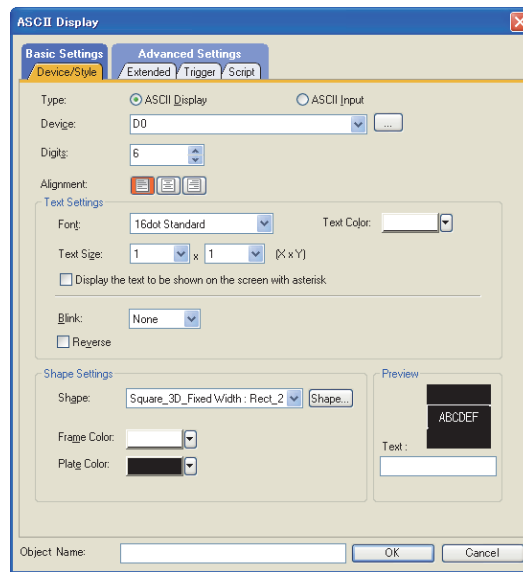 ASCII Display
Basic Settings Advanced Settings
Device/Style Extended Trigger Script
Type: ASCII Display ASCII Input
Device: D0 ...
Digits: 6
Alignment:
Text Settings
Font: 16dot Standard Text Color:
Text Size: 1 x 1 (X x Y)
Display the text to be shown on the screen with asterisk
Blink: None
Reverse
Shape Settings Preview
Shape: Square_3D_Fixed Width : Rect_2 Shape...
ABCDEF
Frame Color:
Text :
Plate Color:
Object Name: OK Cancel